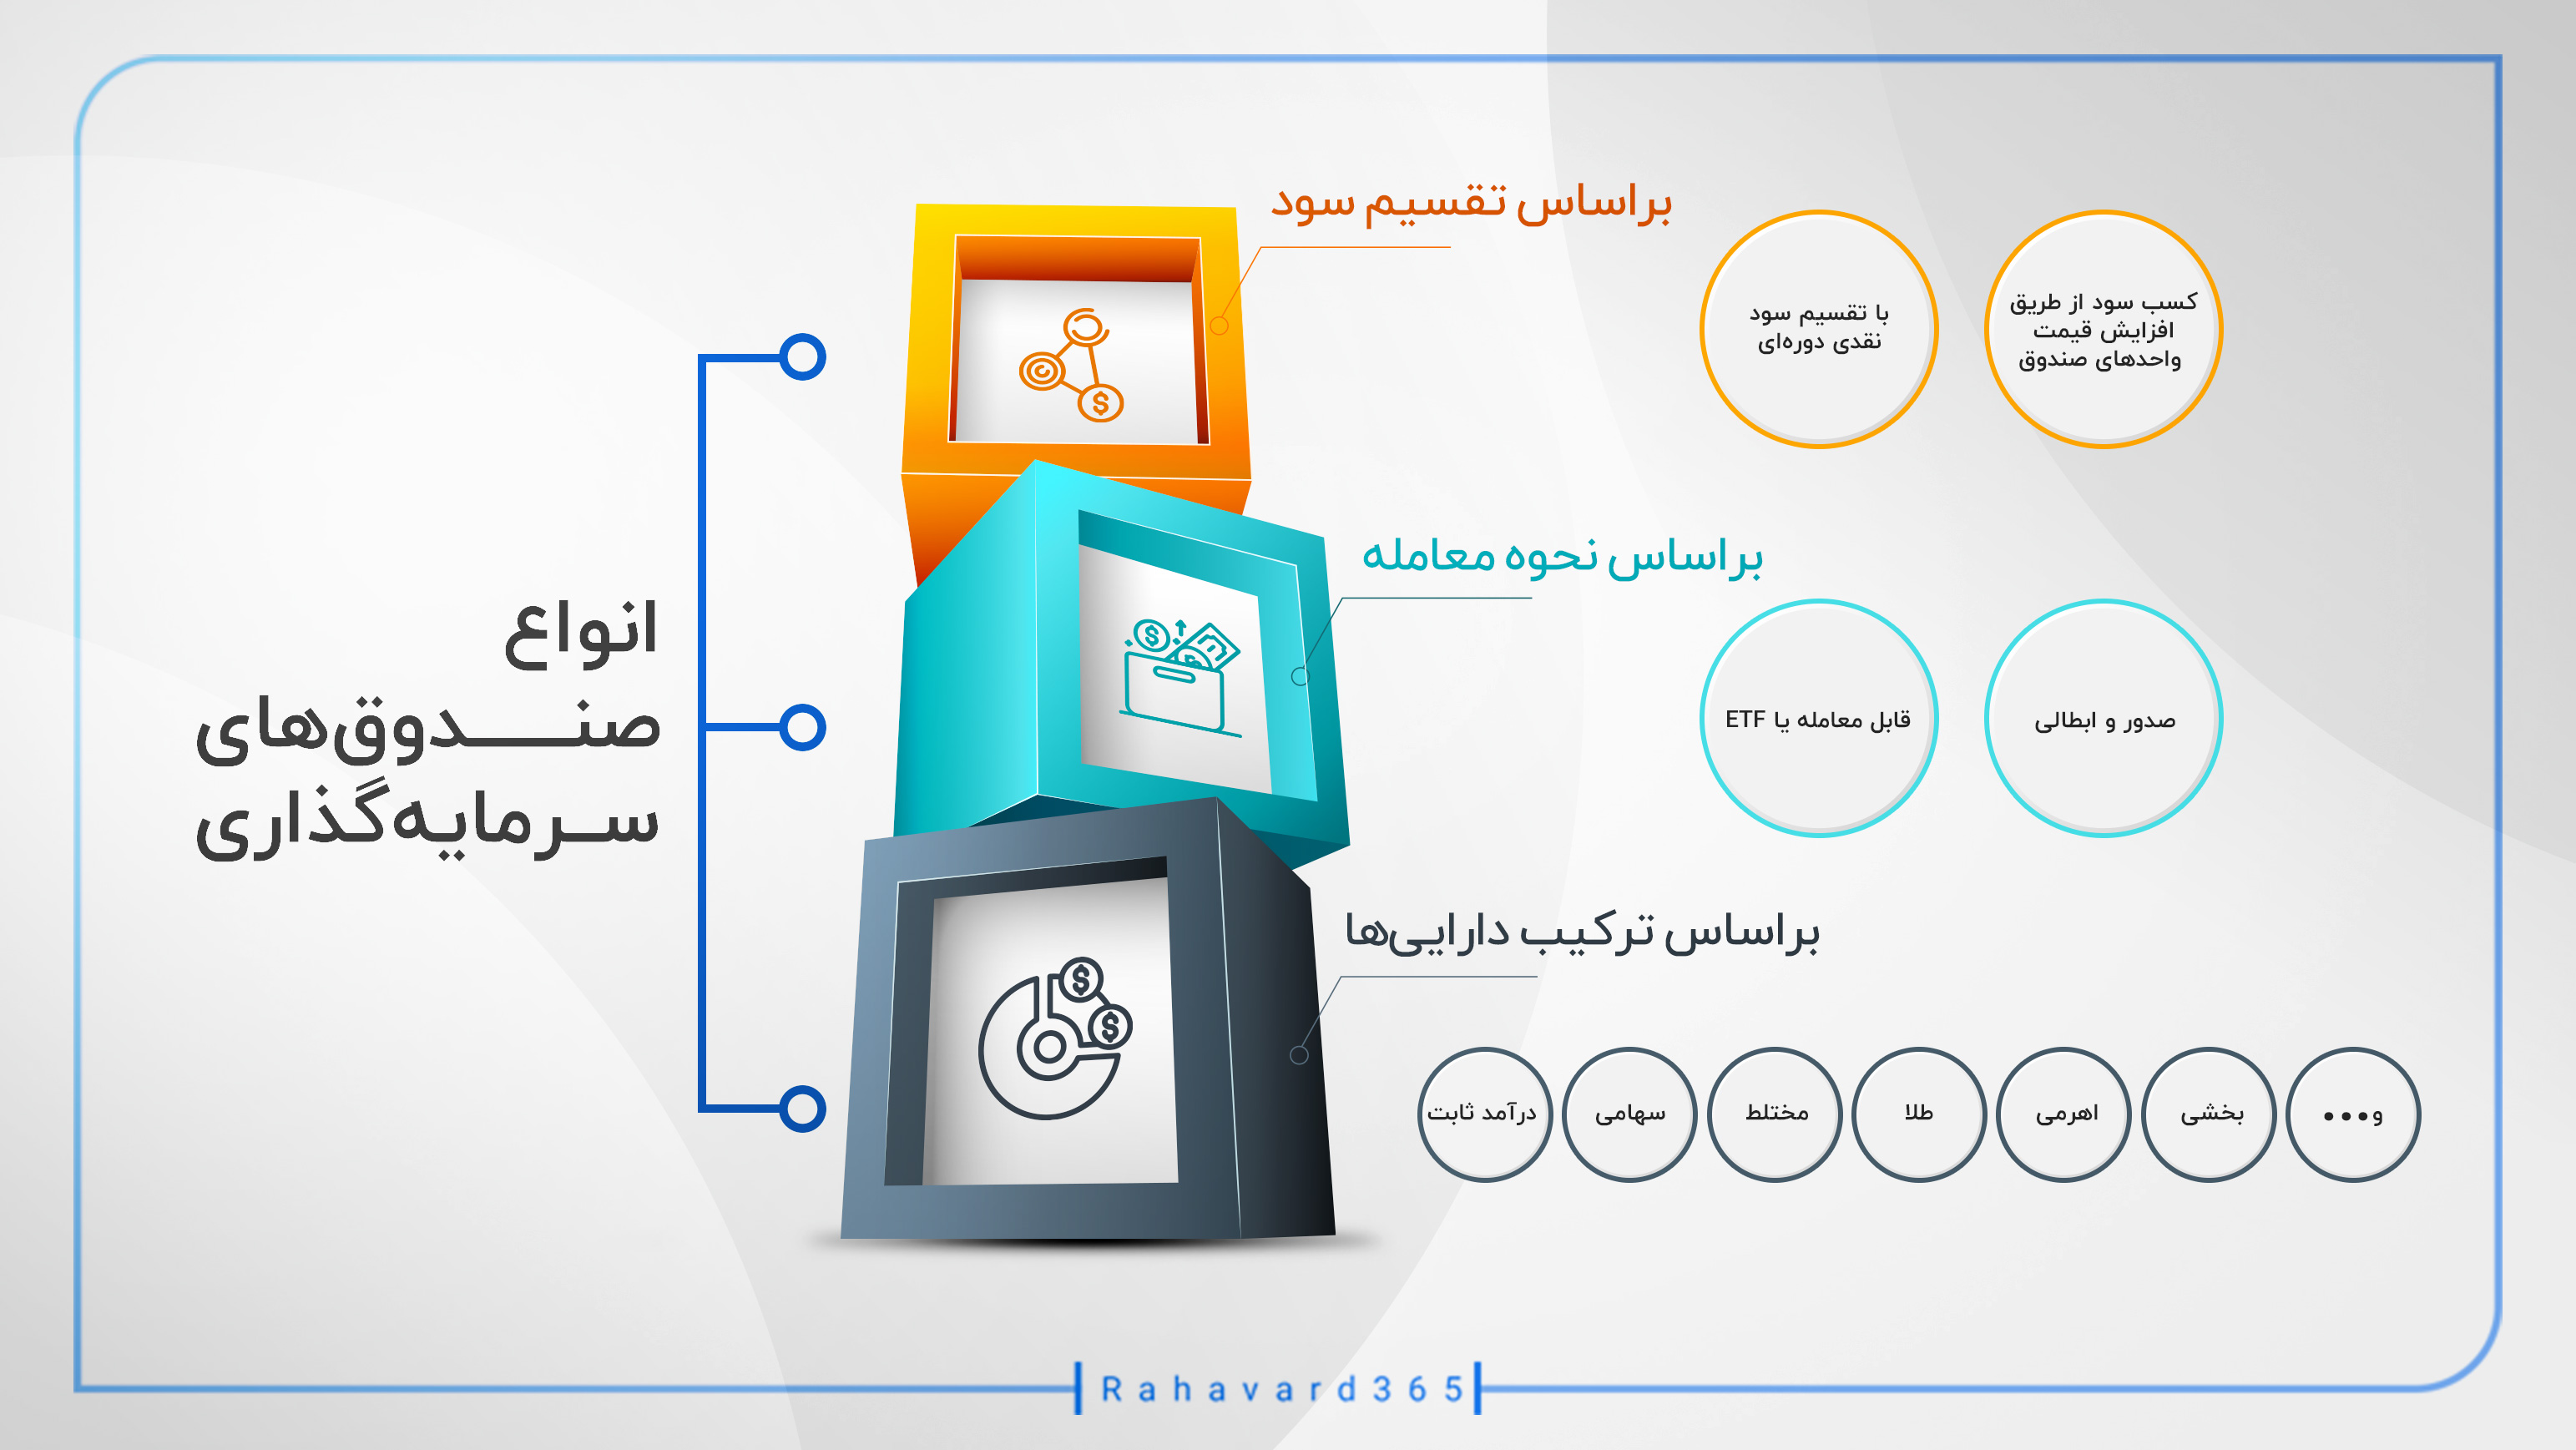 انواع
صنـــدوق‌های
سـرمایـه‌گذاری
براساس تقسیم سود
با تقسیم سود
نقدی دوره‌ای
کسب سود از طریق
افزایش قیمت
واحدهای صندوق
براساس نحوه معامله
قابل معامله یا ETF
صدور و ابطالی
براساس ترکیب دارایی‌ها
درآمد ثابت
سهامی
مختلط
طلا
اهرمی
بخشی
و...
Rahavard365